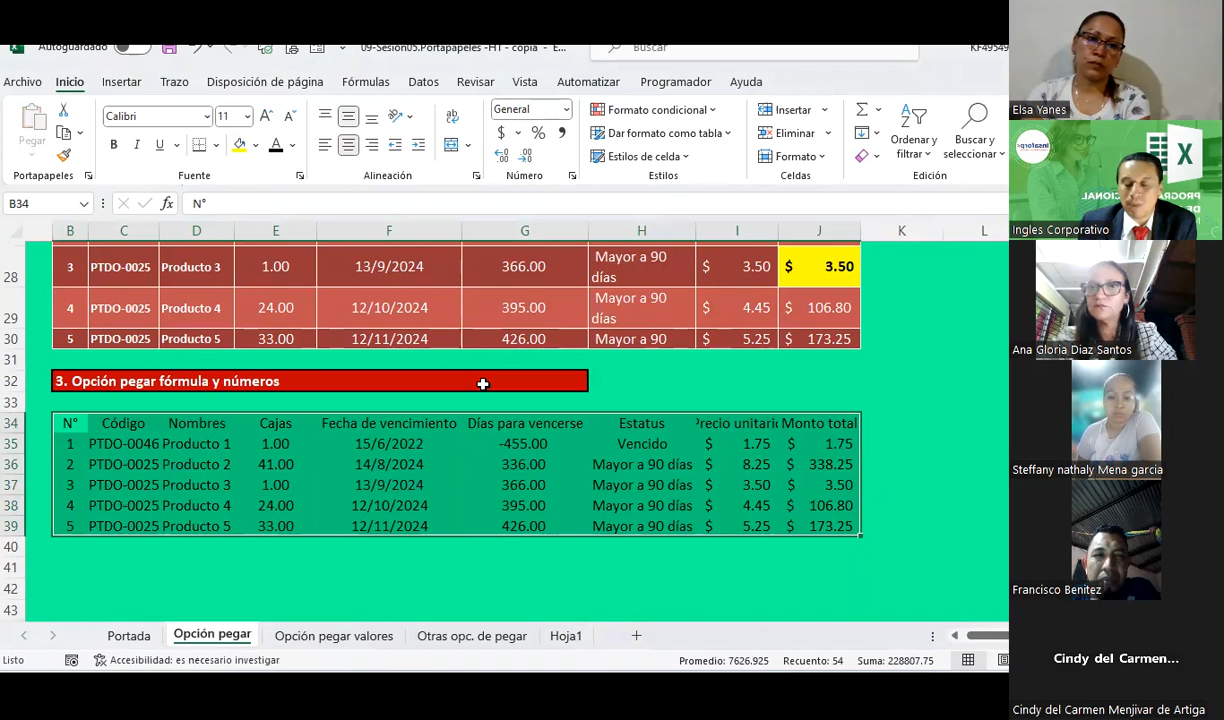 Autoguardado
09-Sesión05.Portapapeles -HT - copia - E...
Buscar
KF49549
Archivo Inicio Insertar Trazo Disposición de página Fórmulas Datos Revisar Vista Automatizar Programador Ayuda
Pegar
Calibri 11
N K S
General
$ %
Formato condicional
Dar formato como tabla
Estilos de celda
Insertar
Eliminar
Formato
Ordenar y filtrar
Buscar y seleccionar
Portapapeles Fuente Alineación Número Estilos Celdas Edición
B34 fx N°
B C D E F G H I J K L
28 3 PTDO-0025 Producto 3 1.00 13/9/2024 366.00 Mayor a 90 días $ 3.50 $ 3.50
29 4 PTDO-0025 Producto 4 24.00 12/10/2024 395.00 Mayor a 90 días $ 4.45 $ 106.80
30 5 PTDO-0025 Producto 5 33.00 12/11/2024 426.00 Mayor a 90 $ 5.25 $ 173.25
31
32 3. Opción pegar fórmula y números
33
34 N° Código Nombres Cajas Fecha de vencimiento Días para vencerse Estatus Precio unitario Monto total
35 1 PTDO-0046 Producto 1 1.00 15/6/2022 -455.00 Vencido $ 1.75 $ 1.75
36 2 PTDO-0025 Producto 2 41.00 14/8/2024 336.00 Mayor a 90 días $ 8.25 $ 338.25
37 3 PTDO-0025 Producto 3 1.00 13/9/2024 366.00 Mayor a 90 días $ 3.50 $ 3.50
38 4 PTDO-0025 Producto 4 24.00 12/10/2024 395.00 Mayor a 90 días $ 4.45 $ 106.80
39 5 PTDO-0025 Producto 5 33.00 12/11/2024 426.00 Mayor a 90 días $ 5.25 $ 173.25
40
41
42
43
Portada Opción pegar Opción pegar valores Otras opc. de pegar Hoja1
Listo Accesibilidad: es necesario investigar Promedio: 7626.925 Recuento: 54 Suma: 228807.75
Elsa Yanes
Insaforp
X
Ingles Corporativo
Ana Gloria Diaz Santos
Steffany nathaly Mena garcia
Francisco Benitez
Cindy del Carmen...
Cindy del Carmen Menjivar de Artiga